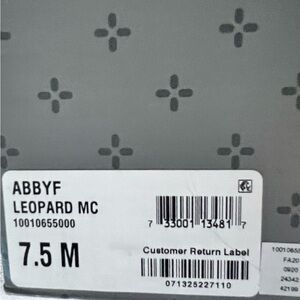 ABBYF
LEOPARD MC
10010655000
7.5 M
7 33001 13481 7
Customer Return Label
071325227110